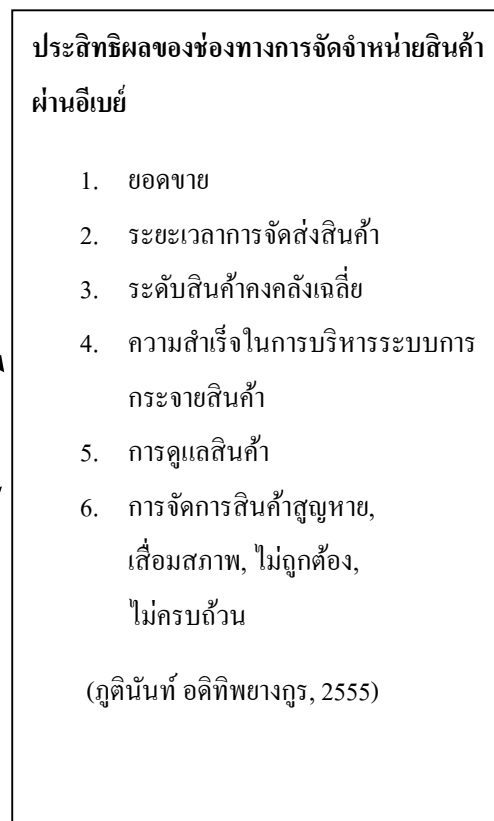 ประสิทธิผลของช่องทางการจัดจำหน่ายสินค้า
ผ่านอีเบย์
1. ยอดขาย
2. ระยะเวลาการจัดส่งสินค้า
3. ระดับสินค้าคงคลังเฉลี่ย
4. ความสำเร็จในการบริหารระบบการ
กระจายสินค้า
5. การดูแลสินค้า
6. การจัดการสินค้าสูญหาย,
เสื่อมสภาพ, ไม่ถูกต้อง,
ไม่ครบถ้วน
(ภูตินันท์ อดิทิพยางกูร, 2555)